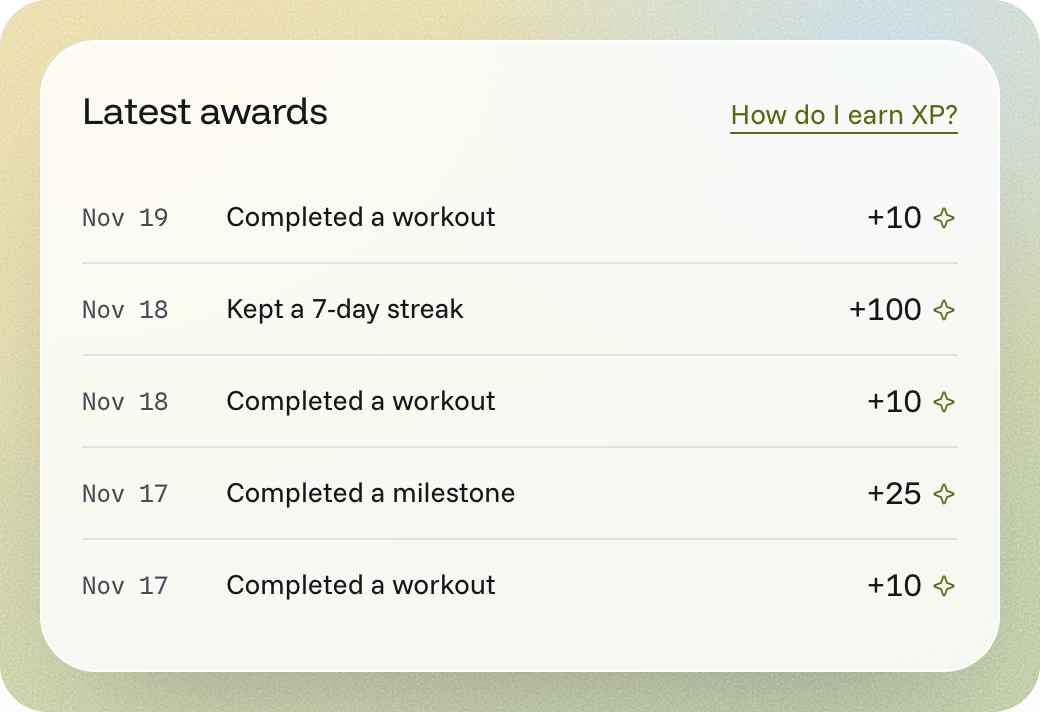 Latest awards
How do I earn XP?
Nov 19 Completed a workout +10
Nov 18 Kept a 7-day streak +100
Nov 18 Completed a workout +10
Nov 17 Completed a milestone +25
Nov 17 Completed a workout +10